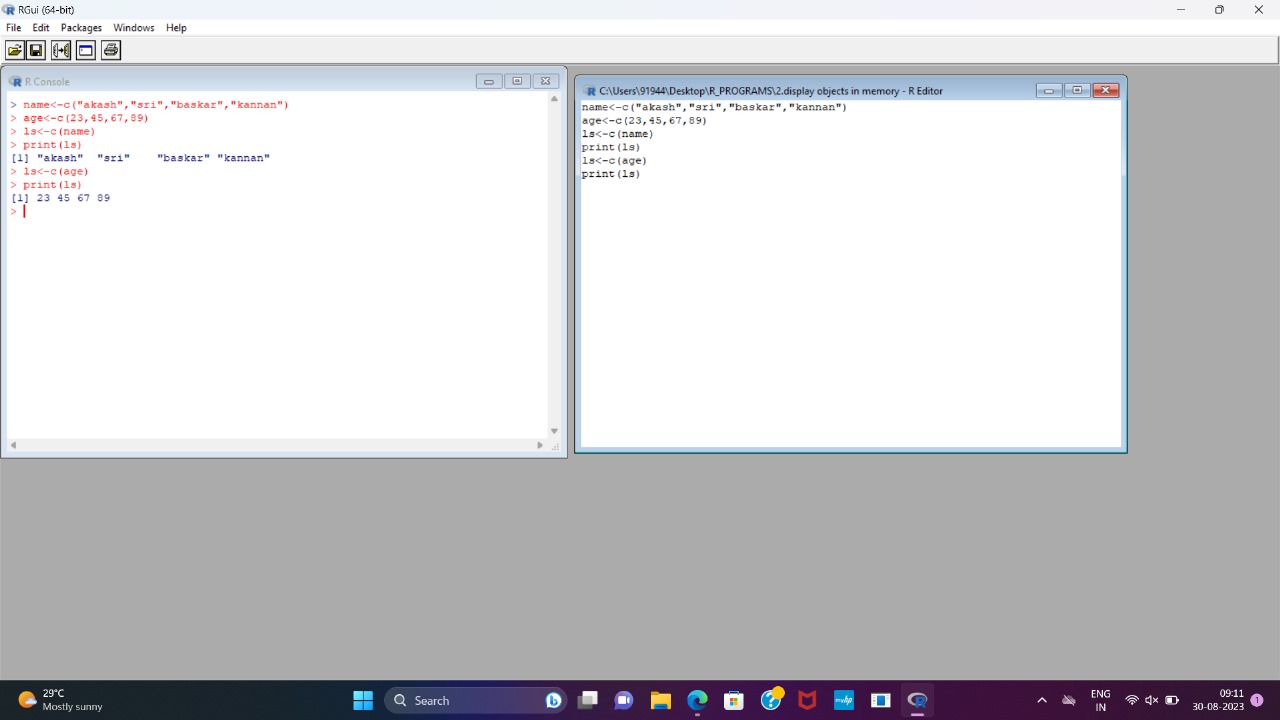 RGui (64-bit)
File Edit Packages Windows Help
R Console
> name<-c("akash","sri","baskar","kannan")
> age<-c(23,45,67,89)
> ls<-c(name)
> print(ls)
[1] "akash"  "sri"    "baskar" "kannan"
> ls<-c(age)
> print(ls)
[1] 23 45 67 89
>
C:\Users\91944\Desktop\R_PROGRAMS\2.display objects in memory - R Editor
name<-c("akash","sri","baskar","kannan")
age<-c(23,45,67,89)
ls<-c(name)
print(ls)
ls<-c(age)
print(ls)
29°C
Mostly sunny
Search
ENG
IN
09:11
30-08-2023
1